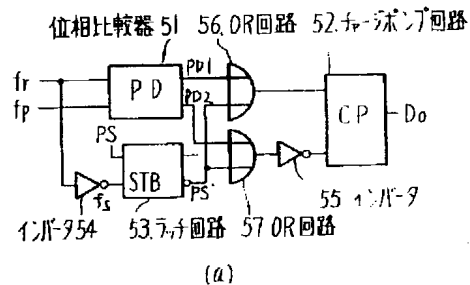 位相比較器51 56.OR回路 52.チャージポンプ回路
fr PD PD1
fp PD2 CP Do
PS
STB PS
fs 55 インバータ
インバータ54 53.ラッチ回路 57 OR回路
(a)